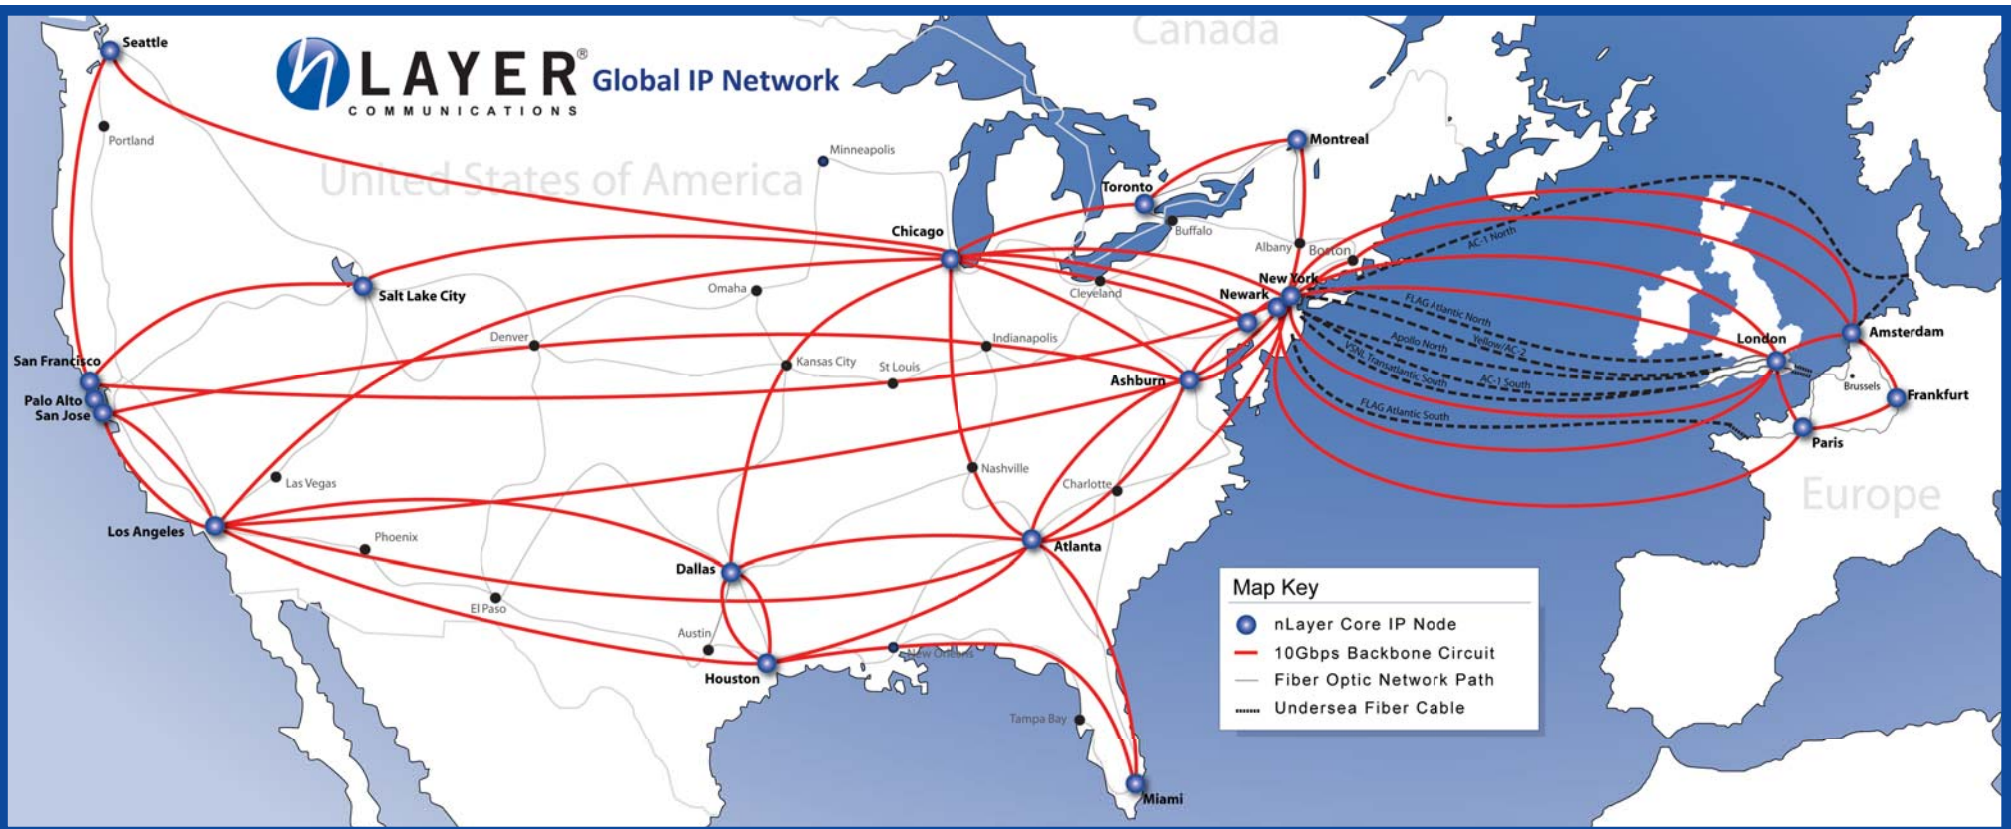 Canada
Seattle
nLAYER®
COMMUNICATIONS
Global IP Network
Portland
Montreal
Minneapolis
United States of America
Toronto
Chicago
Buffalo
Albany
Boston
AC-1 North
New York
Newark
Cleveland
Salt Lake City
Omaha
FLAG Atlantic North
Yellow/AC-2
Apollo North
VSNL Transatlantic South
AC-1 South
FLAG Atlantic South
London
Amsterdam
Denver
Indianapolis
San Francisco
Kansas City
St Louis
Ashburn
Brussels
Palo Alto
San Jose
Frankfurt
Paris
Las Vegas
Nashville
Charlotte
Europe
Los Angeles
Phoenix
Atlanta
Dallas
El Paso
Austin
New Orleans
Houston
Tampa Bay
Miami
Map Key
nLayer Core IP Node
10Gbps Backbone Circuit
Fiber Optic Network Path
Undersea Fiber Cable